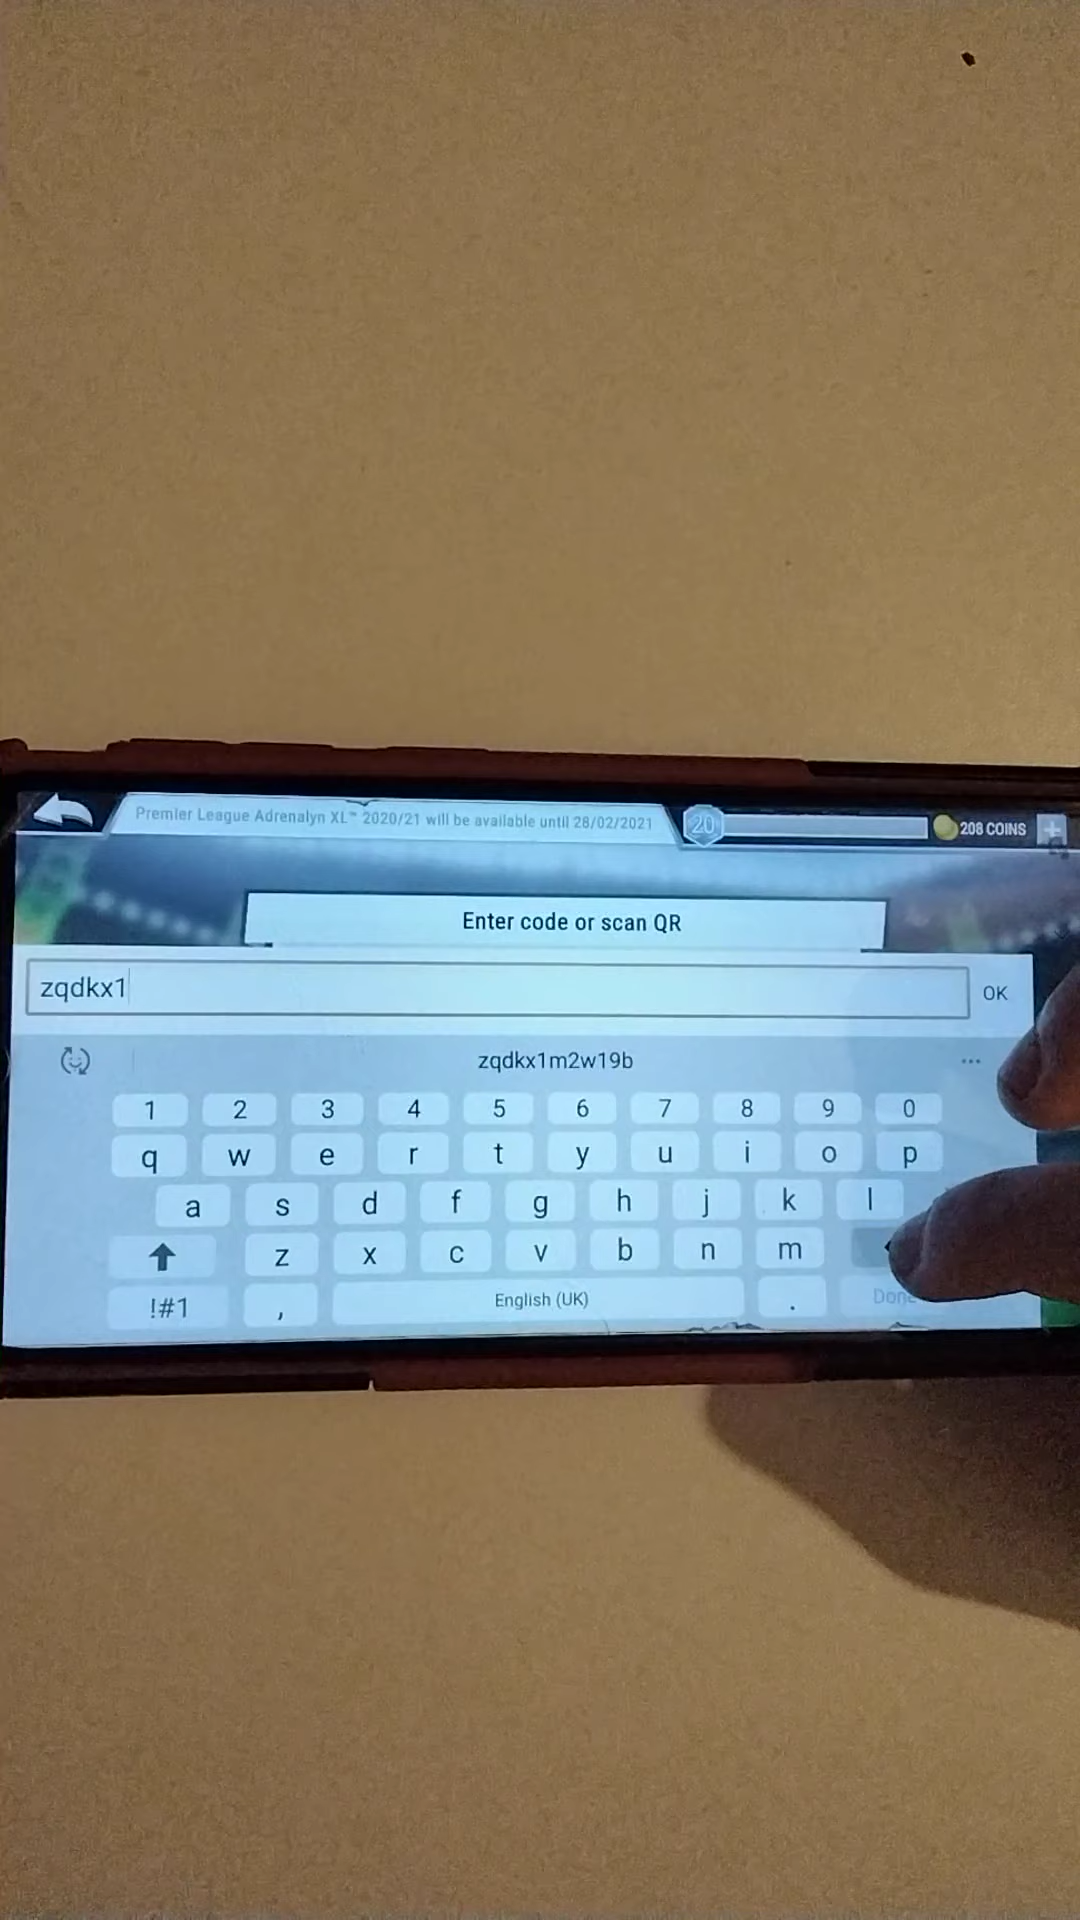 Premier League Adrenalyn XL™ 2020/21 will be available until 28/02/2021
20
208 COINS
Enter code or scan QR
zqdkx1
OK
zqdkx1m2w19b
1 2 3 4 5 6 7 8 9 0
q w e r t y u i o p
a s d f g h j k l
z x c v b n m
!#1 , English (UK) . Done